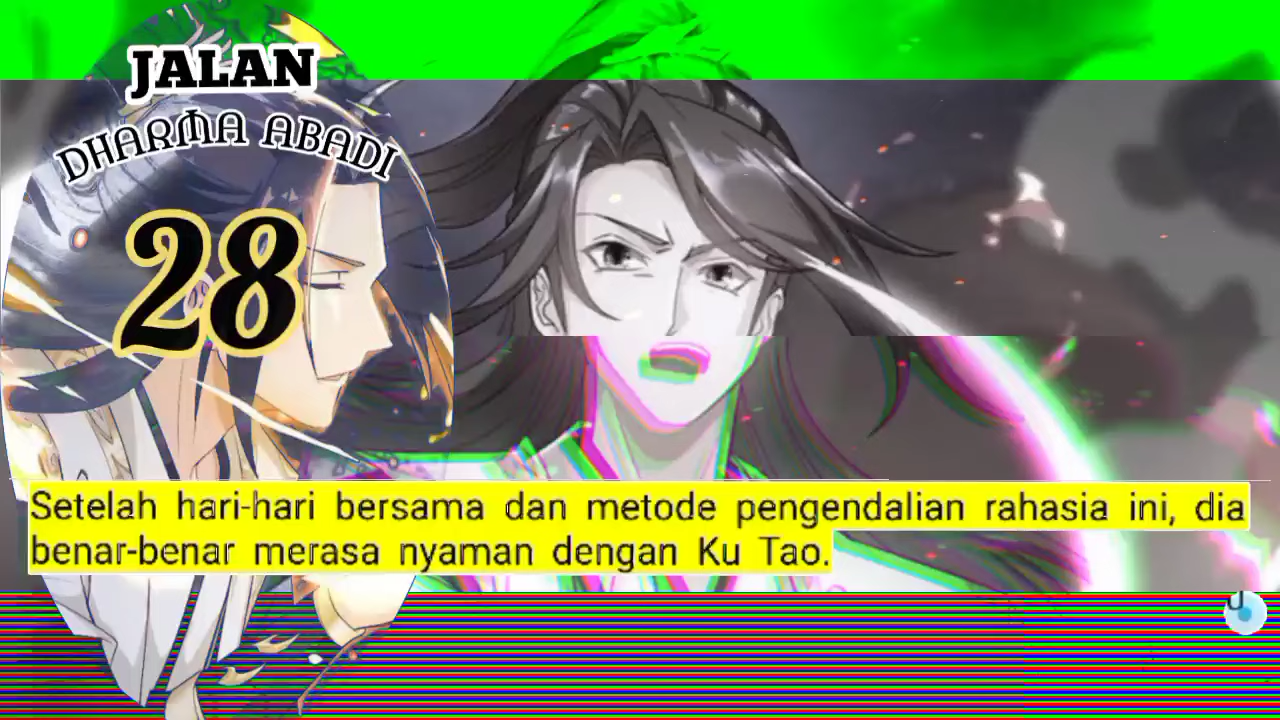 JALAN
DHARMA ABADI
28
Setelah hari-hari bersama dan metode pengendalian rahasia ini, dia
benar-benar merasa nyaman dengan Ku Tao.